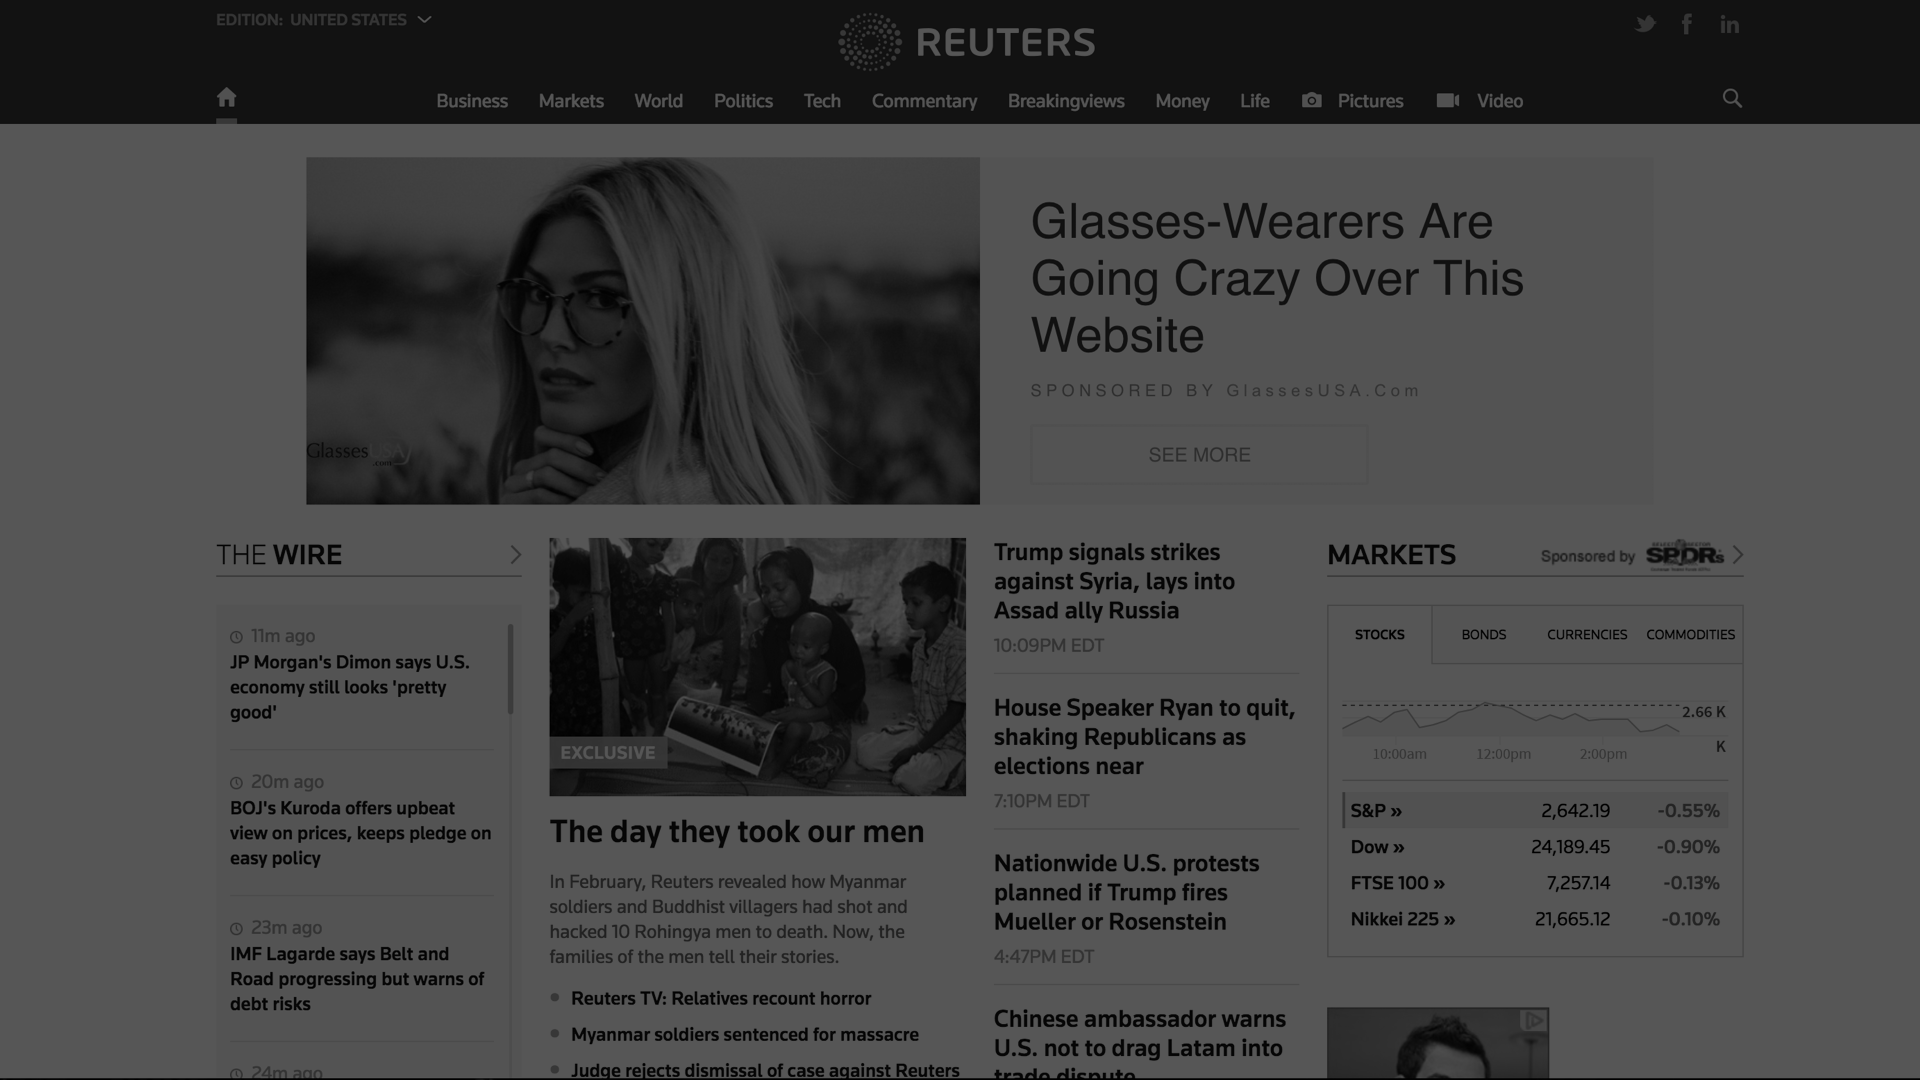 EDITION: UNITED STATES
REUTERS
Business Markets World Politics Tech Commentary Breakingviews Money Life Pictures Video
Glasses-Wearers Are
Going Crazy Over This
Website
SPONSORED BY GlassesUSA.Com
SEE MORE
GlassesUSA
.com
THE WIRE
11m ago
JP Morgan's Dimon says U.S.
economy still looks 'pretty
good'
20m ago
BOJ's Kuroda offers upbeat
view on prices, keeps pledge on
easy policy
23m ago
IMF Lagarde says Belt and
Road progressing but warns of
debt risks
24m ago
EXCLUSIVE
The day they took our men
In February, Reuters revealed how Myanmar
soldiers and Buddhist villagers had shot and
hacked 10 Rohingya men to death. Now, the
families of the men tell their stories.
Reuters TV: Relatives recount horror
Myanmar soldiers sentenced for massacre
Judge rejects dismissal of case against Reuters
Trump signals strikes
against Syria, lays into
Assad ally Russia
10:09PM EDT
House Speaker Ryan to quit,
shaking Republicans as
elections near
7:10PM EDT
Nationwide U.S. protests
planned if Trump fires
Mueller or Rosenstein
4:47PM EDT
Chinese ambassador warns
U.S. not to drag Latam into
trade dispute
MARKETS
Sponsored by SPDRs
STOCKS BONDS CURRENCIES COMMODITIES
2.66 K
K
10:00am 12:00pm 2:00pm
S&P » 2,642.19 -0.55%
Dow » 24,189.45 -0.90%
FTSE 100 » 7,257.14 -0.13%
Nikkei 225 » 21,665.12 -0.10%